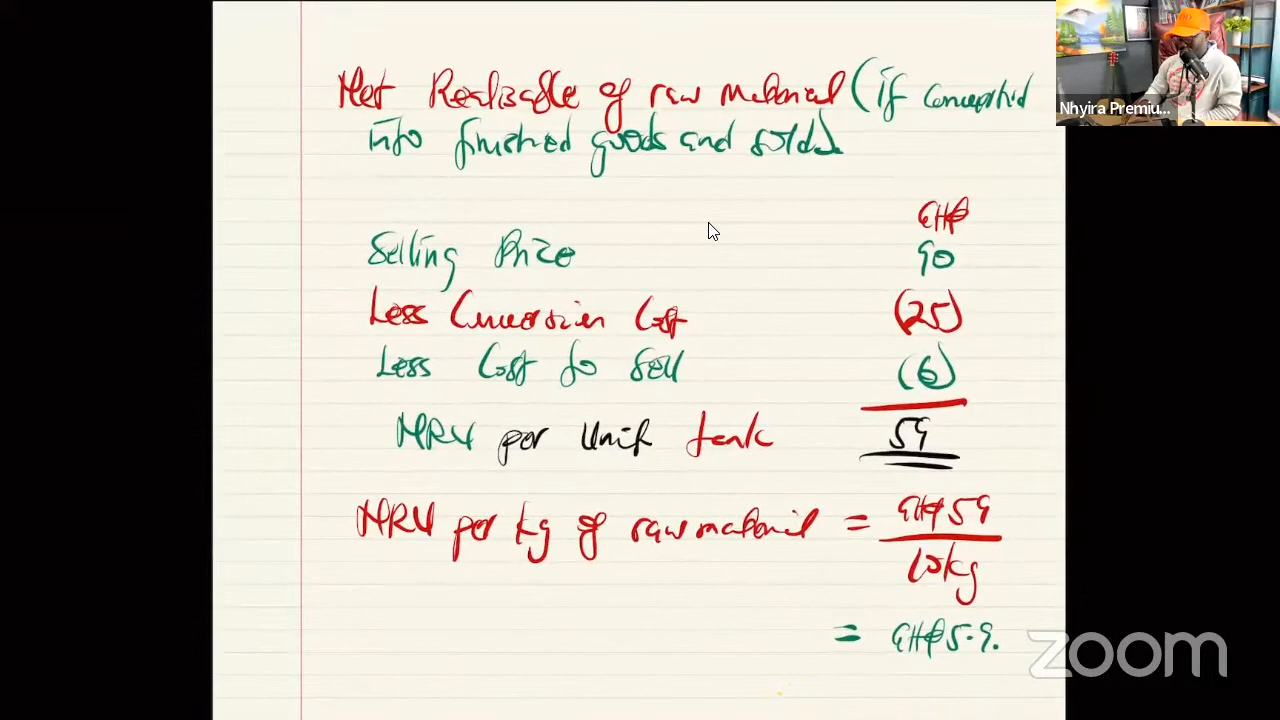 Net Realizable of raw material (if converted
into finished goods and sold)
GH₵
Selling Price 90
Less Conversion Cost (25)
Less Cost to Sell (6)
NRV per Unit tank 59
NRV per kg of raw material = GH₵59
10kg
= GH₵5.9.
Nhyira Premiu...
zoom